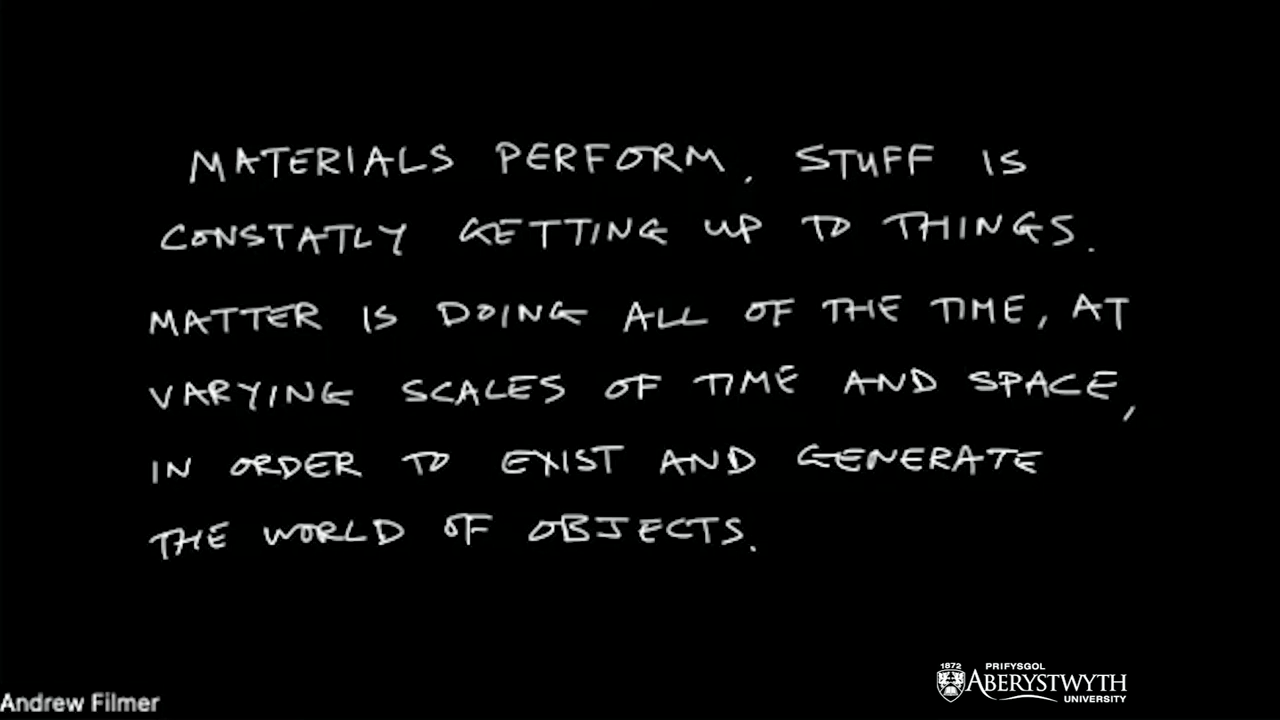 MATERIALS PERFORM. STUFF IS
CONSTATLY GETTING UP TO THINGS.
MATTER IS DOING ALL OF THE TIME, AT
VARYING SCALES OF TIME AND SPACE,
IN ORDER TO EXIST AND GENERATE
THE WORLD OF OBJECTS.
1872
PRIFYSGOL
ABERYSTWYTH
UNIVERSITY
Andrew Filmer